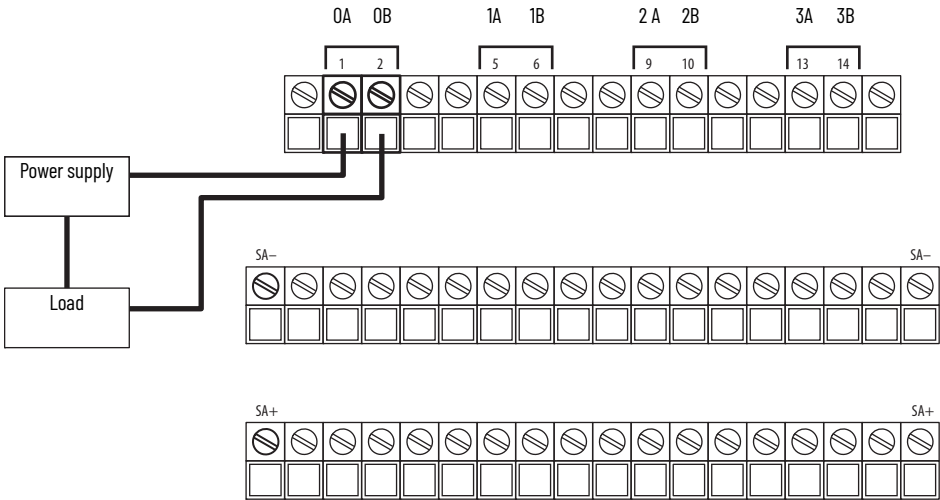 0A 0B 1A 1B 2 A 2B 3A 3B
1 2 5 6 9 10 13 14
Power supply
SA– SA–
Load
SA+ SA+